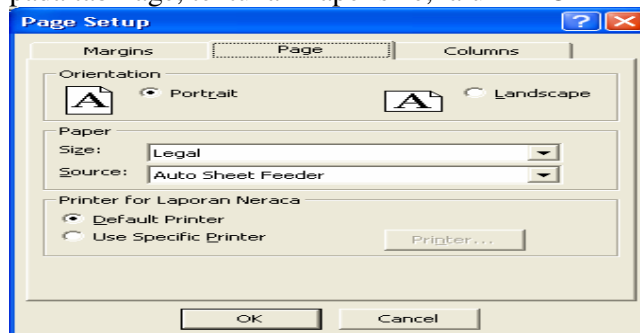 Page Setup
Margins Page Columns
Orientation
A Portrait A Landscape
Paper
Size: Legal
Source: Auto Sheet Feeder
Printer for Laporan Neraca
Default Printer
Use Specific Printer Printer...
OK Cancel